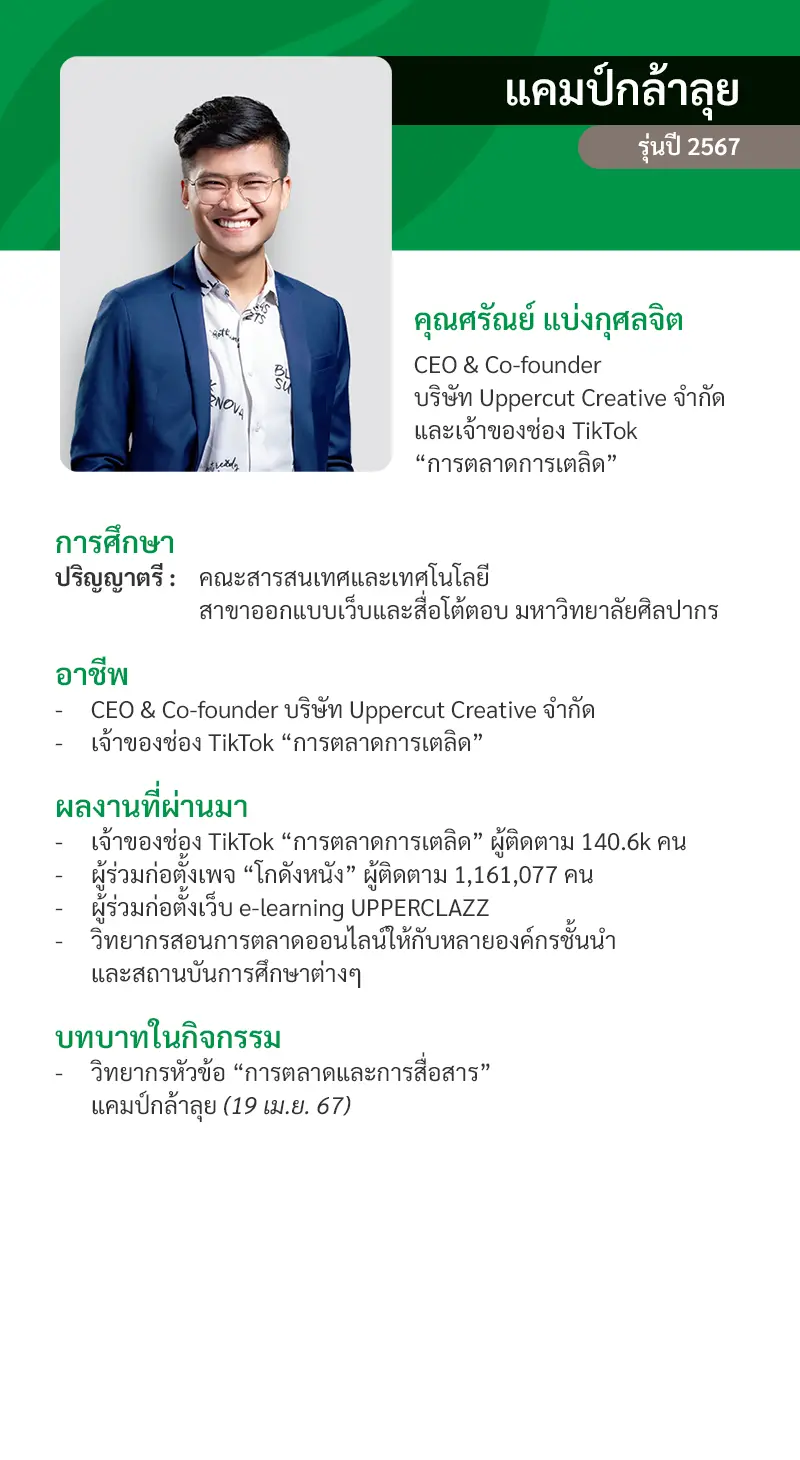 แคมป์กล้าลุย
รุ่นปี 2567
คุณศรัณย์ แบ่งกุศลจิต
CEO & Co-founder
บริษัท Uppercut Creative จำกัด
และเจ้าของช่อง TikTok
“การตลาดการเตลิด”
การศึกษา
ปริญญาตรี : คณะสารสนเทศและเทศโนโลยี
สาขาออกแบบเว็บและสื่อโต้ตอบ มหาวิทยาลัยศิลปากร
อาชีพ
- CEO & Co-founder บริษัท Uppercut Creative จำกัด
- เจ้าของช่อง TikTok “การตลาดการเตลิด”
ผลงานที่ผ่านมา
- เจ้าของช่อง TikTok “การตลาดการเตลิด” ผู้ติดตาม 140.6k คน
- ผู้ร่วมก่อตั้งเพจ “โกดังหนัง” ผู้ติดตาม 1,161,077 คน
- ผู้ร่วมก่อตั้งเว็บ e-learning UPPERCLAZZ
- วิทยากรสอนการตลาดออนไลน์ให้กับหลายองค์กรชั้นนำ
และสถานบันการศึกษาต่างๆ
บทบาทในกิจกรรม
- วิทยากรหัวข้อ “การตลาดและการสื่อสาร”
แคมป์กล้าลุย (19 เม.ย. 67)